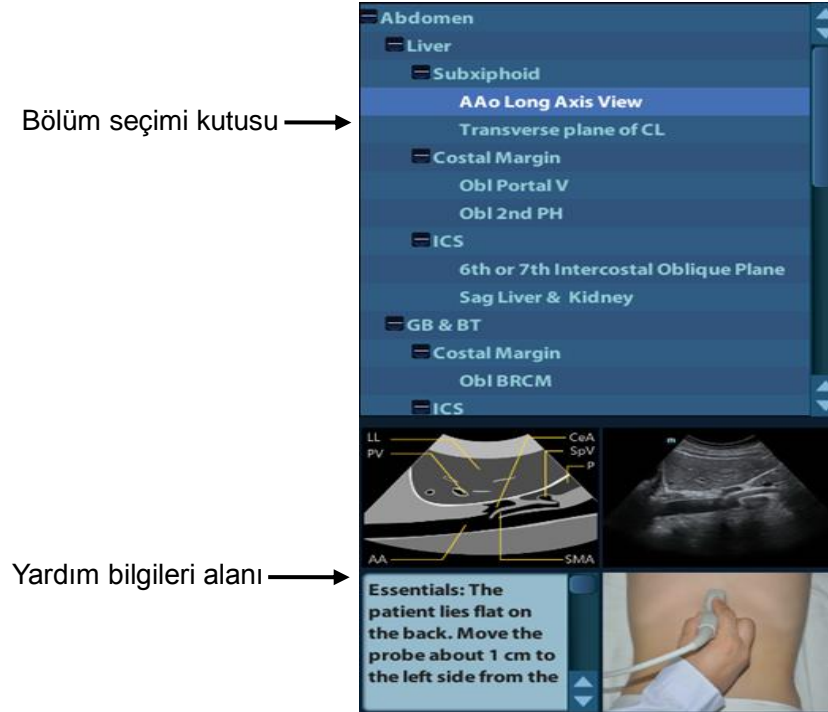 Abdomen
Liver
Subxiphoid
AAo Long Axis View
Bölüm seçimi kutusu
Transverse plane of CL
Costal Margin
Obl Portal V
Obl 2nd PH
ICS
6th or 7th Intercostal Oblique Plane
Sag Liver & Kidney
GB & BT
Costal Margin
Obl BRCM
ICS
LL
CeA
PV
SpV
P
AA
SMA
m
Yardım bilgileri alanı
Essentials: The
patient lies flat on
the back. Move the
probe about 1 cm to
the left side from the